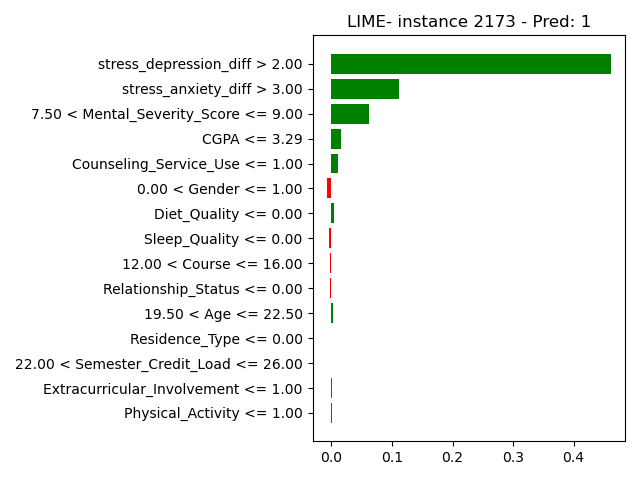 LIME- instance 2173 - Pred: 1
stress_depression_diff > 2.00
stress_anxiety_diff > 3.00
7.50 < Mental_Severity_Score <= 9.00
CGPA <= 3.29
Counseling_Service_Use <= 1.00
0.00 < Gender <= 1.00
Diet_Quality <= 0.00
Sleep_Quality <= 0.00
12.00 < Course <= 16.00
Relationship_Status <= 0.00
19.50 < Age <= 22.50
Residence_Type <= 0.00
22.00 < Semester_Credit_Load <= 26.00
Extracurricular_Involvement <= 1.00
Physical_Activity <= 1.00
0.0 0.1 0.2 0.3 0.4